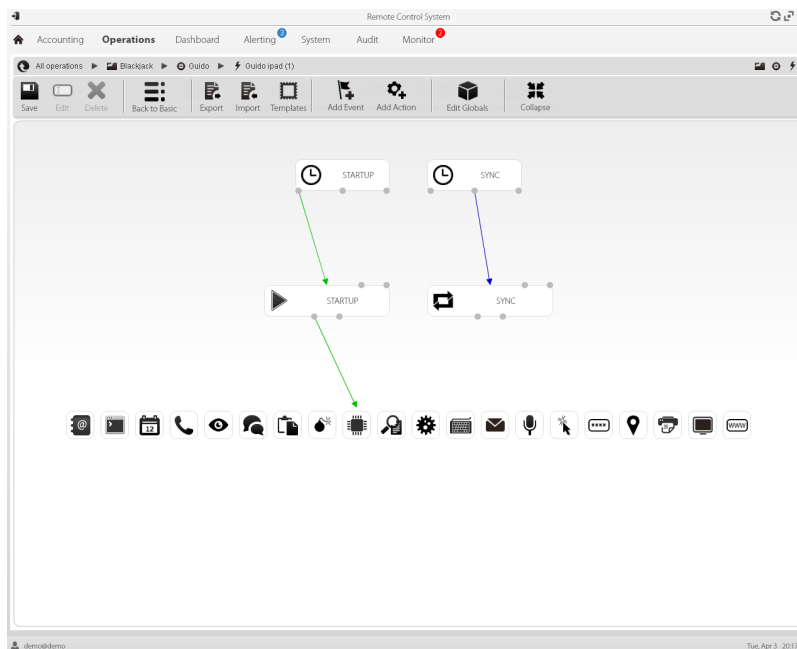 Remote Control System
Accounting Operations Dashboard Alerting 3 System Audit Monitor 2
All operations Blackjack Guido Guido ipad (1)
Save Edit Delete Back to Basic Export Import Templates Add Event Add Action Edit Globals Collapse
STARTUP SYNC
STARTUP SYNC
@ 12 **** WWW
demo@demo Tue, Apr 3 20:17